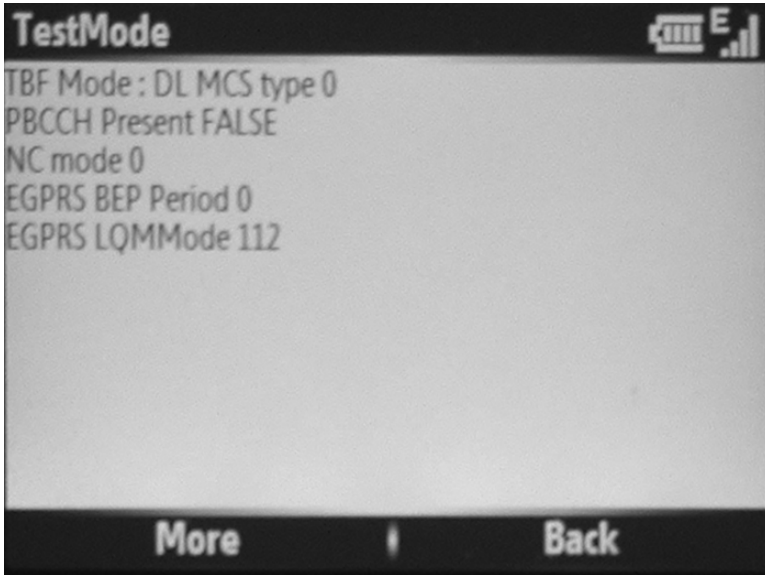 TestMode
E
TBF Mode : DL MCS type 0
PBCCH Present FALSE
NC mode 0
EGPRS BEP Period 0
EGPRS LQMMode 112
More
Back